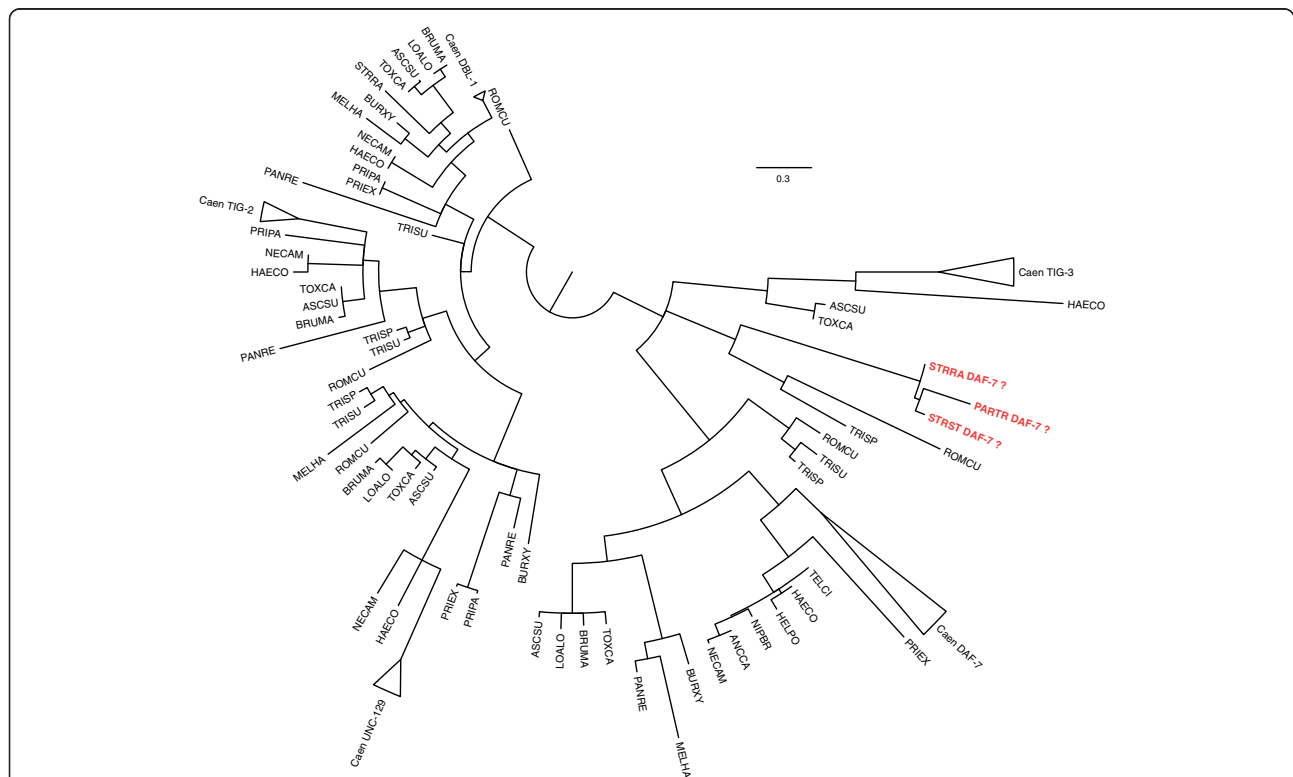 BRUMA
LOALO
ASCSU
TOXCA
STRRA
BURXY
MELHA
NECAM
HAECO
PRIPA
PRIEX
PANRE
TRISU
Caen DBL-1
ROMCU
Caen TIG-2
PRIPA
NECAM
HAECO
TOXCA
ASCSU
BRUMA
PANRE
TRISP
TRISU
ROMCU
TRISP
TRISU
MELHA
ROMCU
BRUMA
LOALO
TOXCA
ASCSU
NECAM
HAECO
Caen UNC-129
PRIEX
PRIPA
PANRE
BURXY
0.3
Caen TIG-3
HAECO
ASCSU
TOXCA
STRRA DAF-7 ?
PARTR DAF-7 ?
STRST DAF-7 ?
ROMCU
TRISP
ROMCU
TRISU
TRISP
Caen DAF-7
PRIEX
TELCI
HAECO
HELPO
NIPBR
ANCCA
NECAM
BURXY
MELHA
PANRE
TOXCA
BRUMA
LOALO
ASCSU